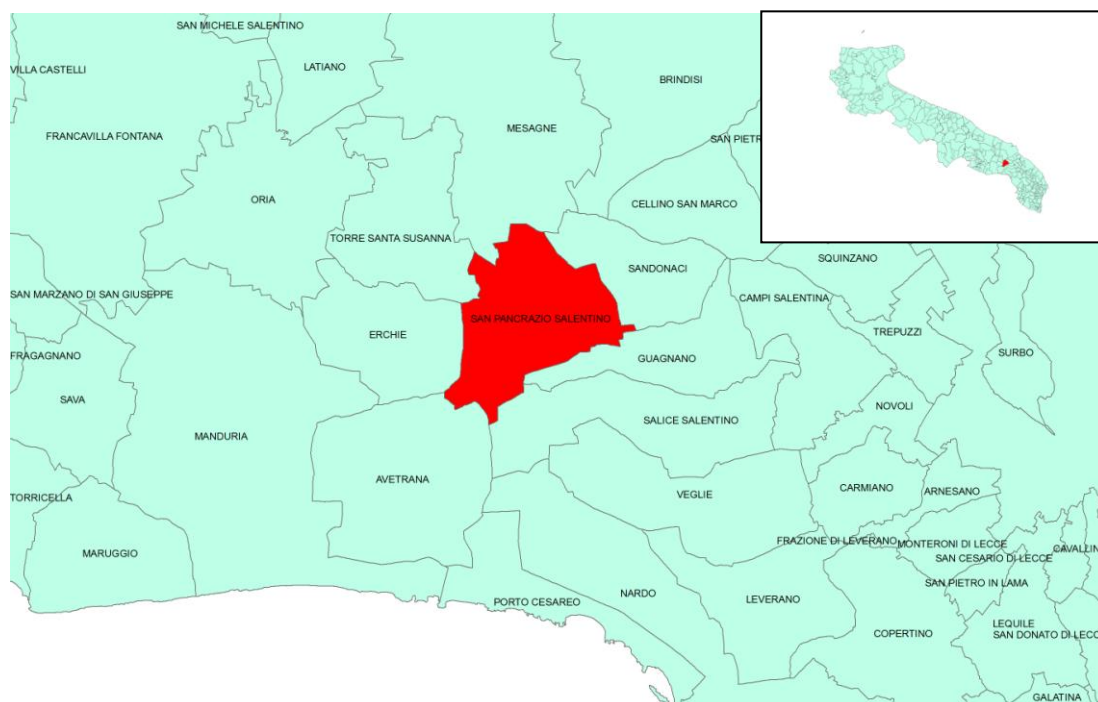 SAN MICHELE SALENTINO
LATIANO
VILLA CASTELLI
BRINDISI
FRANCAVILLA FONTANA
MESAGNE
SAN PIETR
ORIA
CELLINO SAN MARCO
TORRE SANTA SUSANNA
SQUINZANO
SANDONACI
SAN MARZANO DI SAN GIUSEPPE
CAMPI SALENTINA
SAN PANCRAZIO SALENTINO
TREPUZZI
ERCHIE
FRAGAGNANO
GUAGNANO
SURBO
SAVA
NOVOLI
MANDURIA
SALICE SALENTINO
AVETRANA
CARMIANO
ARNESANO
VEGLIE
TORRICELLA
FRAZIONE DI LEVERANO
MONTERONI DI LECCE
CAVALLIN
MARUGGIO
SAN CESARIO DI LECCE
SAN PIETRO IN LAMA
NARDO
PORTO CESAREO
LEVERANO
LEQUILE
COPERTINO
SAN DONATO DI LECC
GALATINA